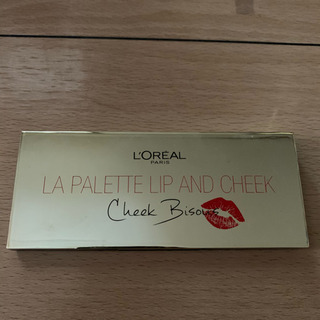 L'ORÉAL
PARIS
LA PALETTE LIP AND CHEEK
Cheek Bisous